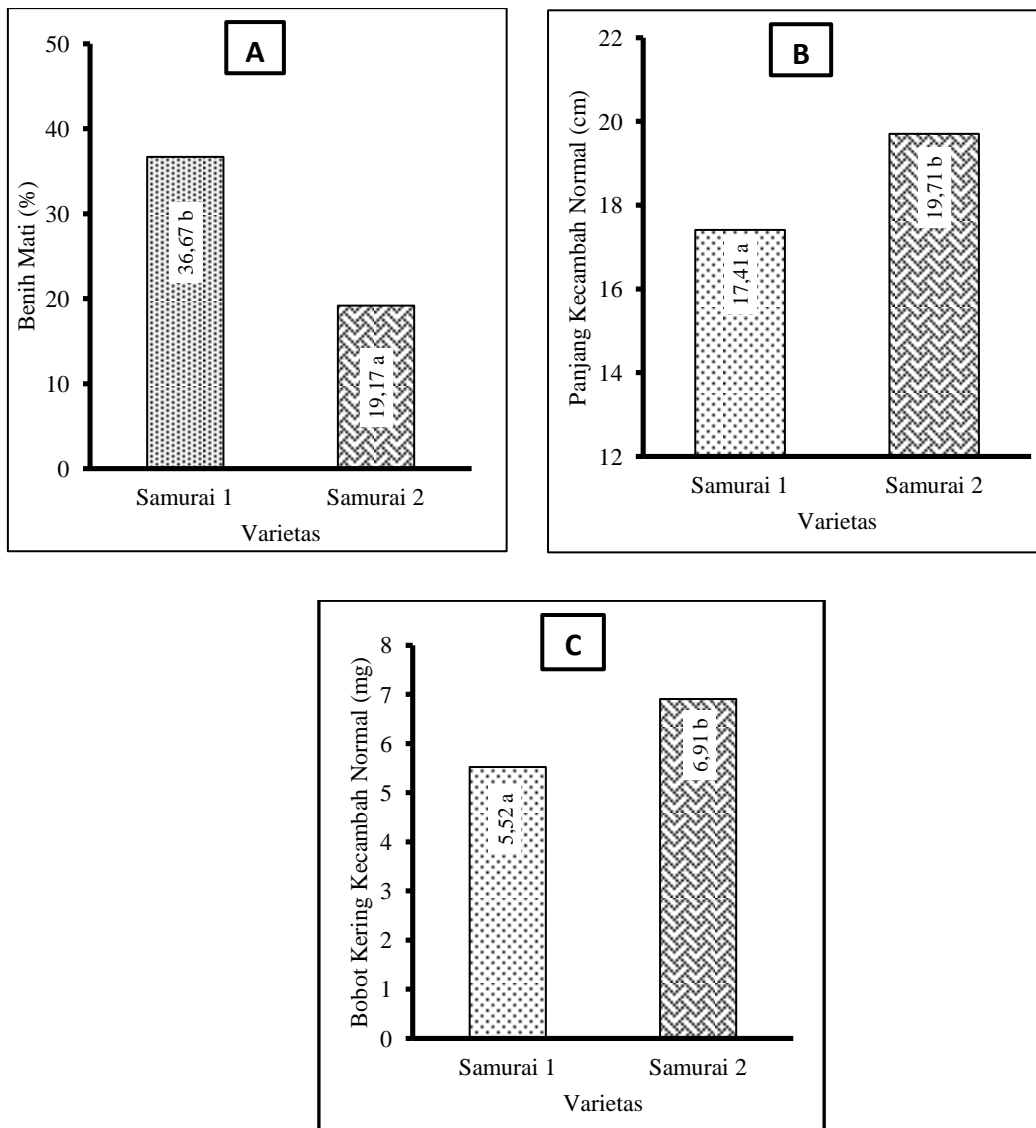 A
Benih Mati (%)
50
40
30
20
10
0
36,67 b
19,17 a
Samurai 1
Samurai 2
Varietas
B
Panjang Kecambah Normal (cm)
22
20
18
16
14
12
17,41 a
19,71 b
Samurai 1
Samurai 2
Varietas
C
Bobot Kering Kecambah Normal (mg)
8
7
6
5
4
3
2
1
0
5,52 a
6,91 b
Samurai 1
Samurai 2
Varietas